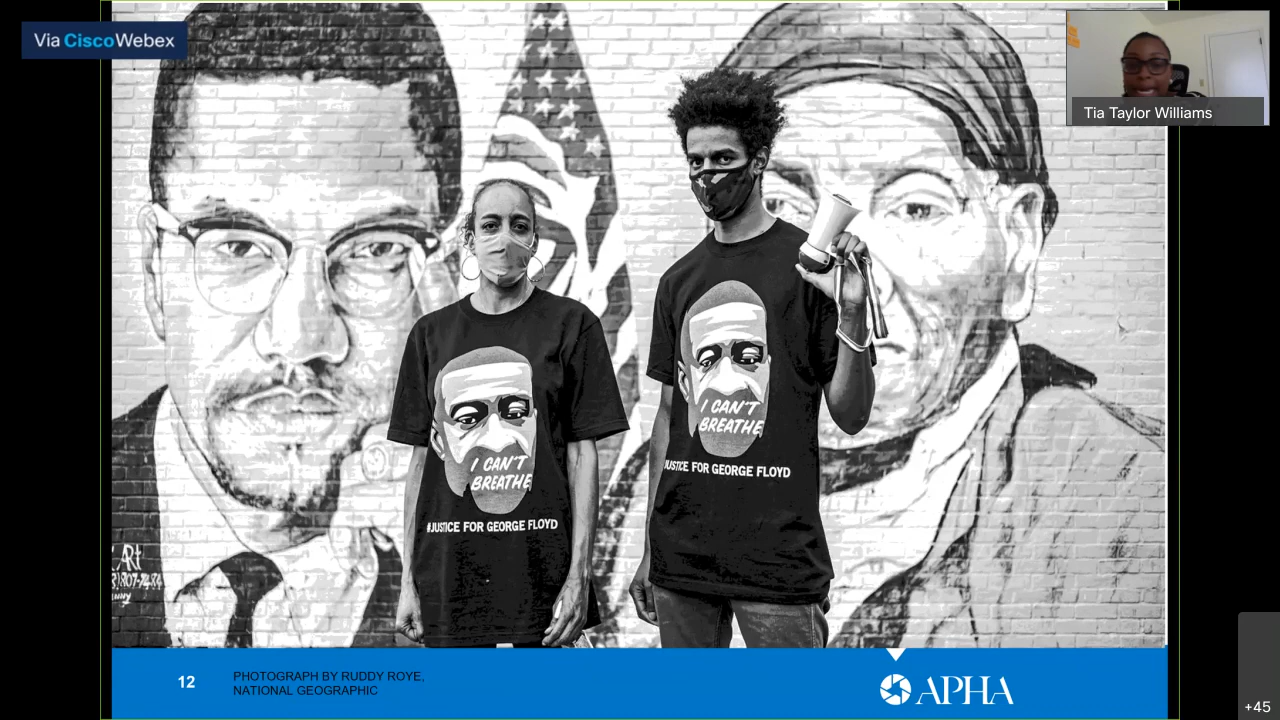 Via CiscoWebex
Tia Taylor Williams
I CAN'T
BREATHE
#JUSTICE FOR GEORGE FLOYD
I CAN'T
BREATHE
JUSTICE FOR GEORGE FLOYD
ART
12
PHOTOGRAPH BY RUDDY ROYE,
NATIONAL GEOGRAPHIC
APHA
+45